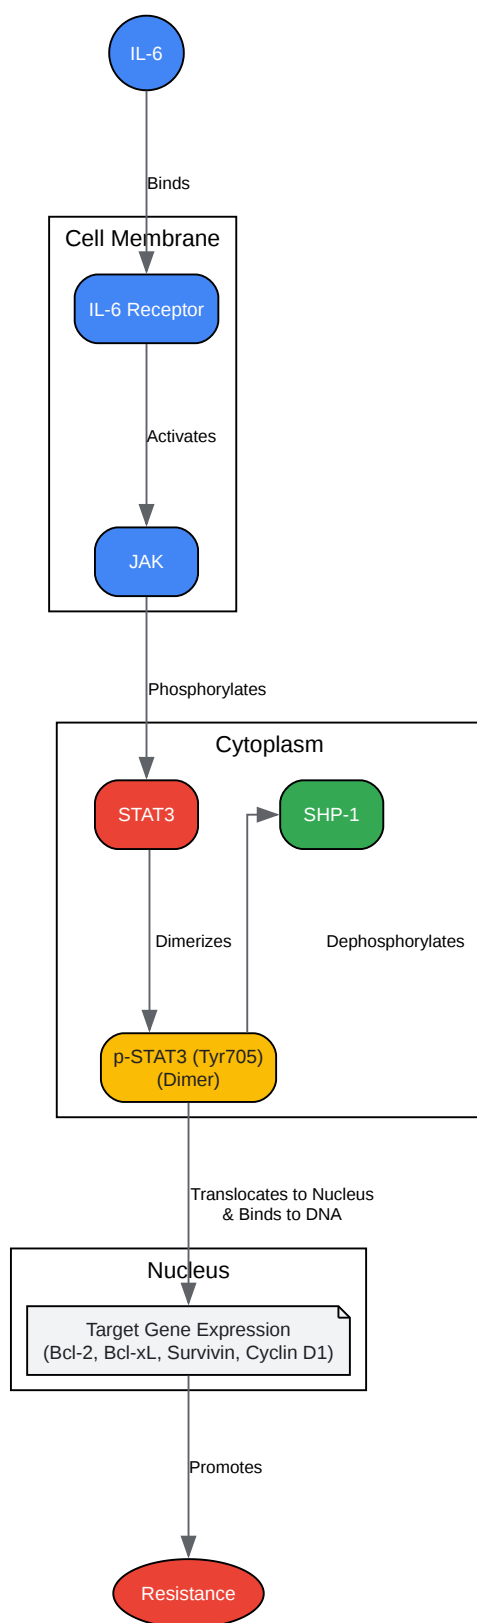 IL-6
Binds
Cell Membrane
IL-6 Receptor
Activates
JAK
Phosphorylates
Cytoplasm
STAT3
SHP-1
Dimerizes
Dephosphorylates
p-STAT3 (Tyr705)
(Dimer)
Translocates to Nucleus
& Binds to DNA
Nucleus
Target Gene Expression
(Bcl-2, Bcl-xL, Survivin, Cyclin D1)
Promotes
Resistance